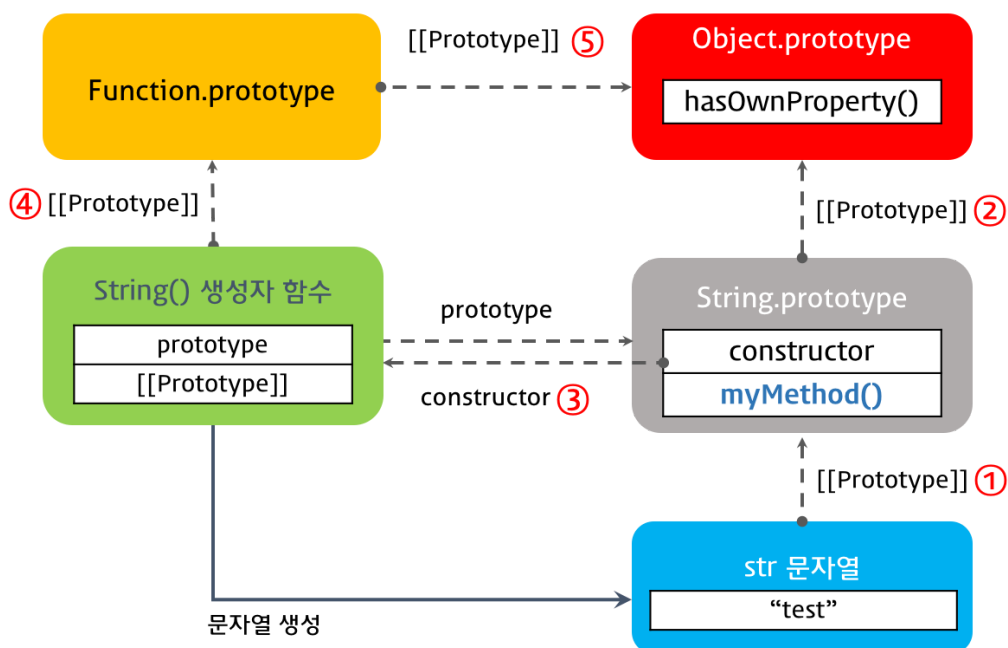 [[Prototype]] ⑤
Function.prototype
Object.prototype
hasOwnProperty()
④ [[Prototype]]
[[Prototype]] ②
String() 생성자 함수
prototype
[[Prototype]]
prototype
constructor ③
String.prototype
constructor
myMethod()
[[Prototype]] ①
str 문자열
“test”
문자열 생성